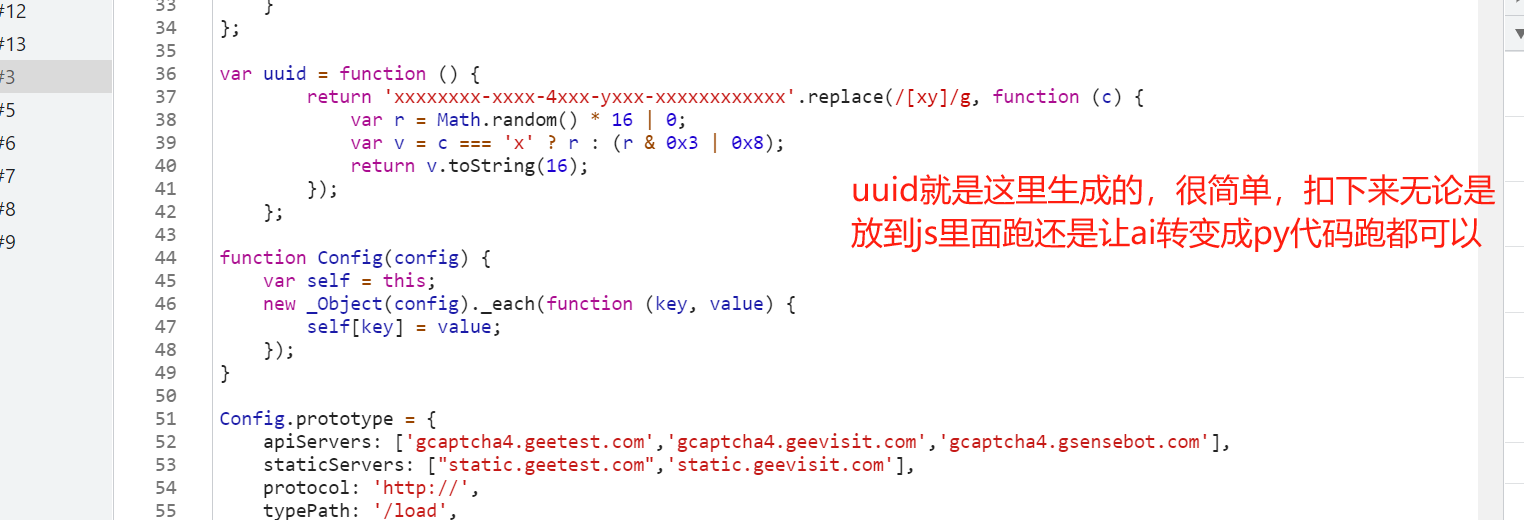 #12
#13
#3
#5
#6
#7
#8
#9
33 }
34 };
35
36 var uuid = function () {
37 return 'xxxxxxxx-xxxx-4xxx-yxxx-xxxxxxxxxxxx'.replace(/[xy]/g, function (c) {
38 var r = Math.random() * 16 | 0;
39 var v = c === 'x' ? r : (r & 0x3 | 0x8);
40 return v.toString(16);
41 });
42 };
43
44 function Config(config) {
45 var self = this;
46 new _Object(config)._each(function (key, value) {
47 self[key] = value;
48 });
49 }
50
51 Config.prototype = {
52 apiServers: ['gcaptcha4.geetest.com','gcaptcha4.geevisit.com','gcaptcha4.gsensebot.com'],
53 staticServers: ["static.geetest.com",'static.geevisit.com'],
54 protocol: 'http://',
55 typePath: '/load',
uuid就是这里生成的，很简单，扣下来无论是
放到js里面跑还是让ai转变成py代码跑都可以